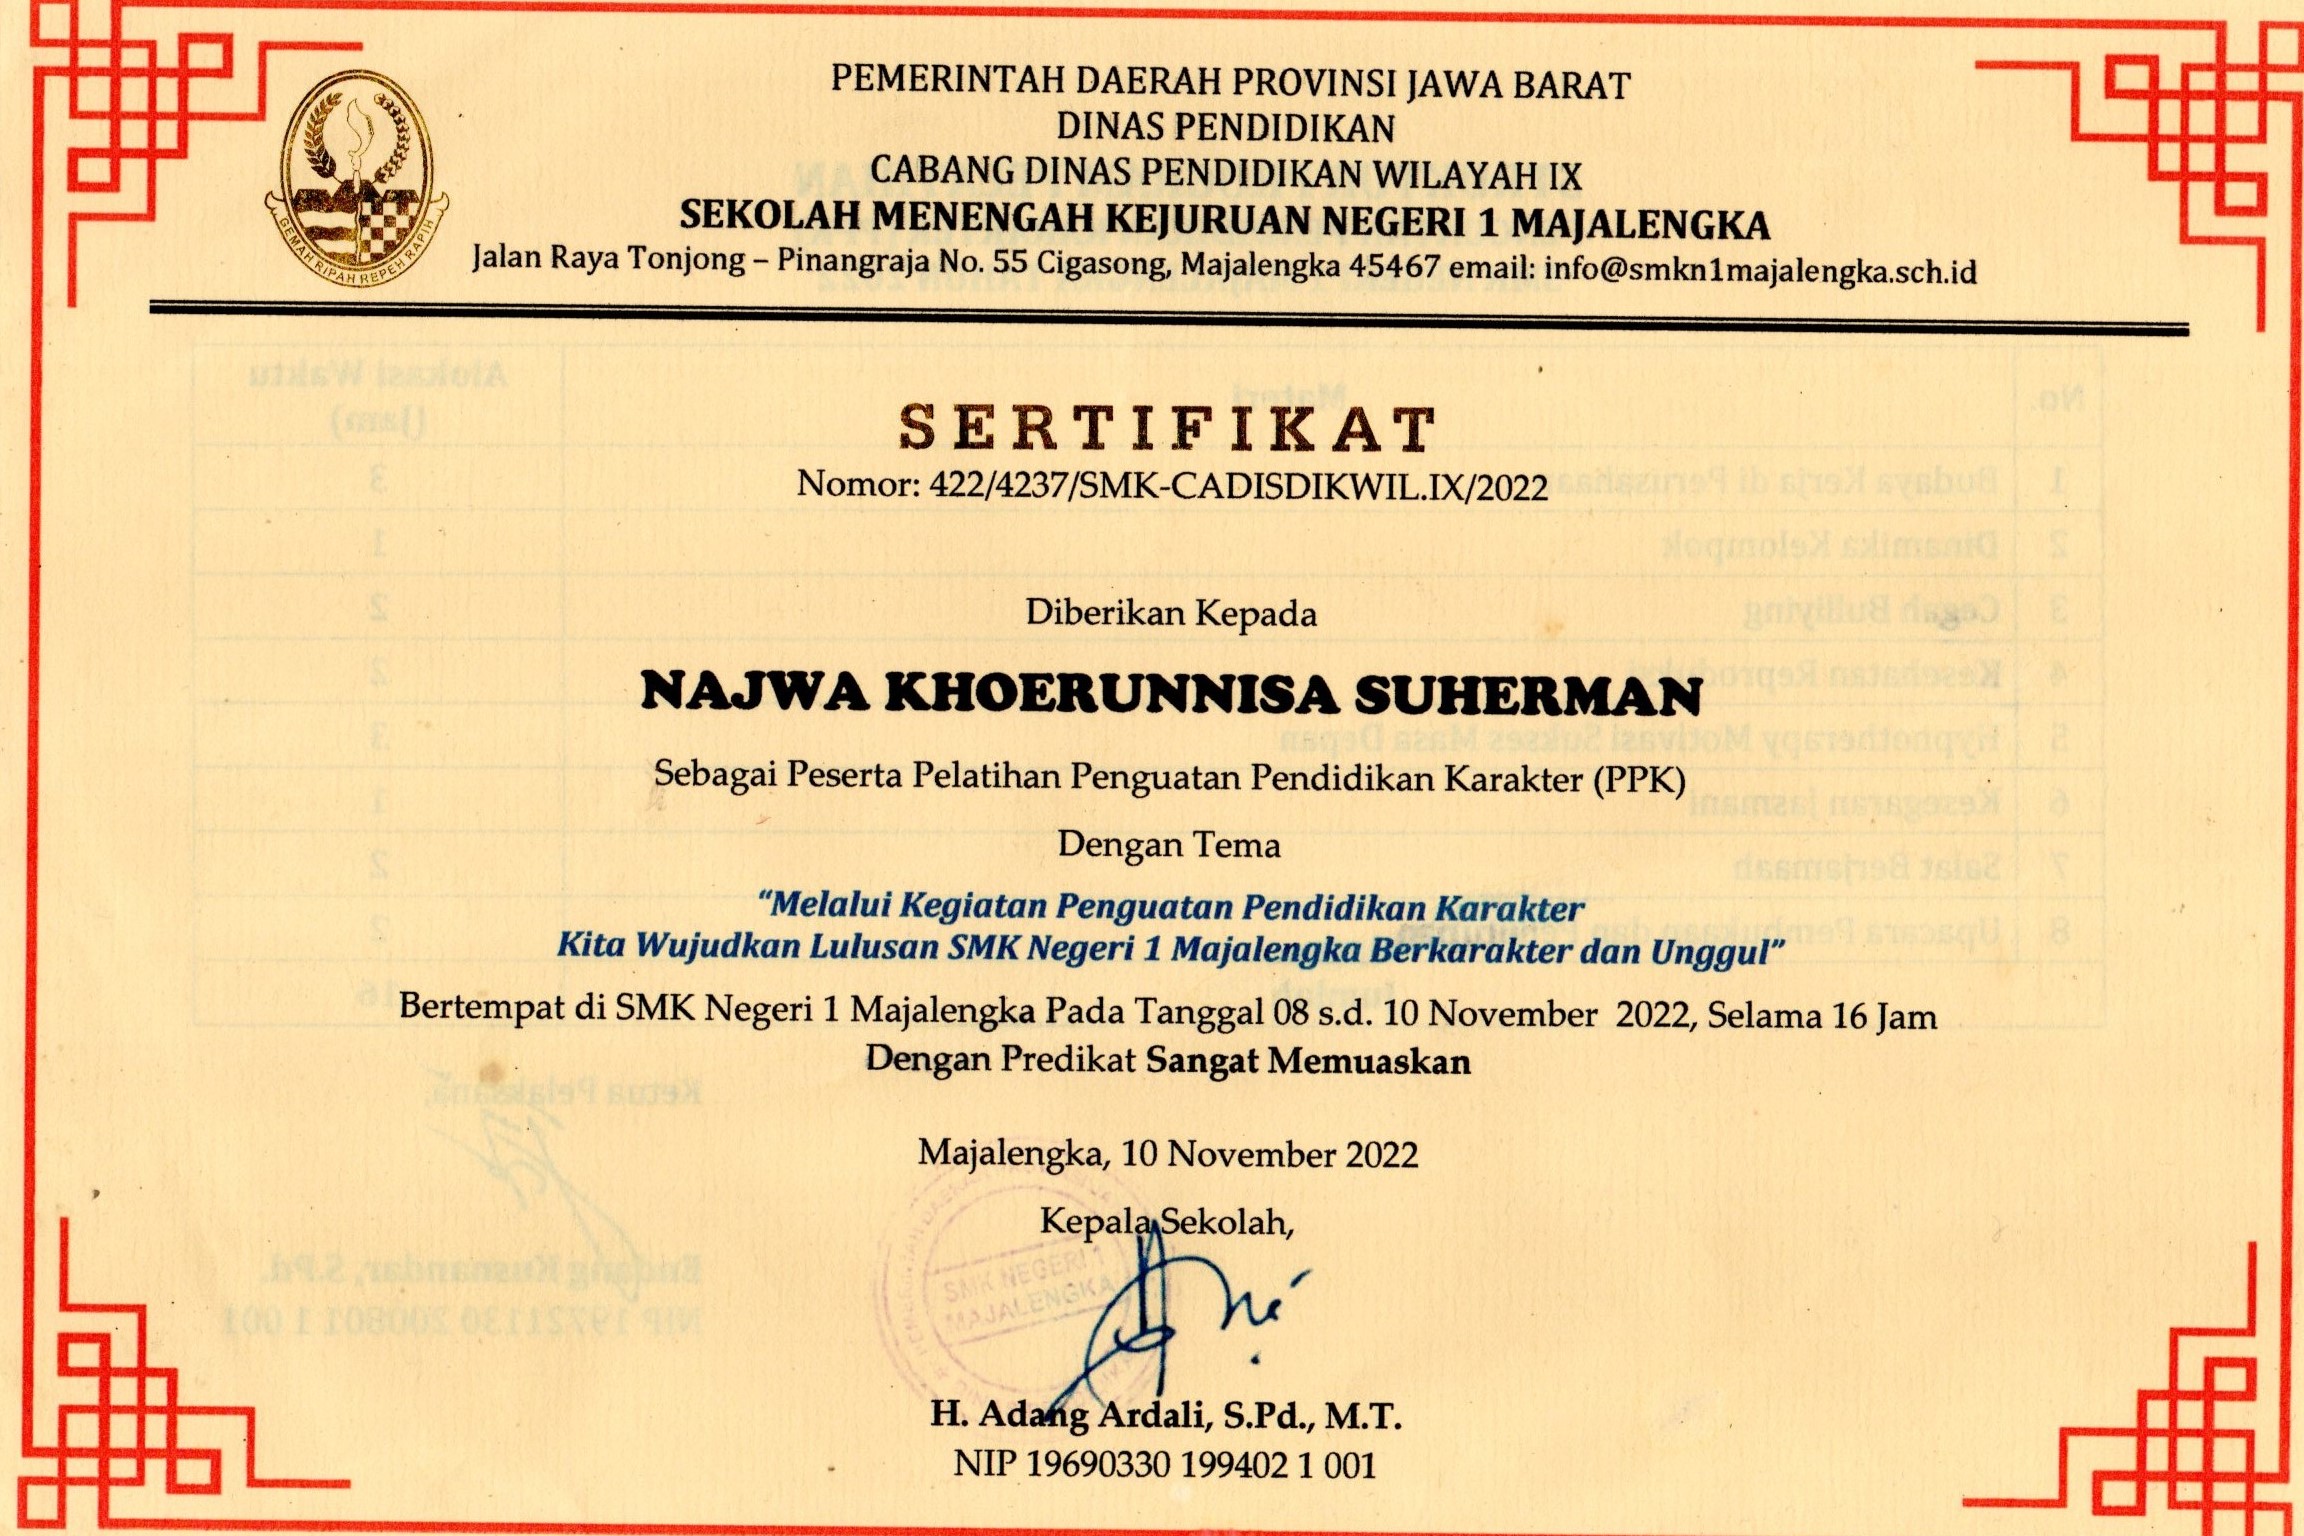 PEMERINTAH DAERAH PROVINSI JAWA BARAT
DINAS PENDIDIKAN
CABANG DINAS PENDIDIKAN WILAYAH IX
SEKOLAH MENENGAH KEJURUAN NEGERI 1 MAJALENGKA
Jalan Raya Tonjong – Pinangraja No. 55 Cigasong, Majalengka 45467 email: info@smkn1majalengka.sch.id
GEMAH RIPAH REPEH RAPIH
SERTIFIKAT
Nomor: 422/4237/SMK-CADISDIKWIL.IX/2022
Diberikan Kepada
NAJWA KHOERUNNISA SUHERMAN
Sebagai Peserta Pelatihan Penguatan Pendidikan Karakter (PPK)
Dengan Tema
“Melalui Kegiatan Penguatan Pendidikan Karakter
Kita Wujudkan Lulusan SMK Negeri 1 Majalengka Berkarakter dan Unggul”
Bertempat di SMK Negeri 1 Majalengka Pada Tanggal 08 s.d. 10 November 2022, Selama 16 Jam
Dengan Predikat Sangat Memuaskan
Majalengka, 10 November 2022
Kepala Sekolah,
SMK NEGERI 1
MAJALENGKA
H. Adang Ardali, S.Pd., M.T.
NIP 19690330 199402 1 001